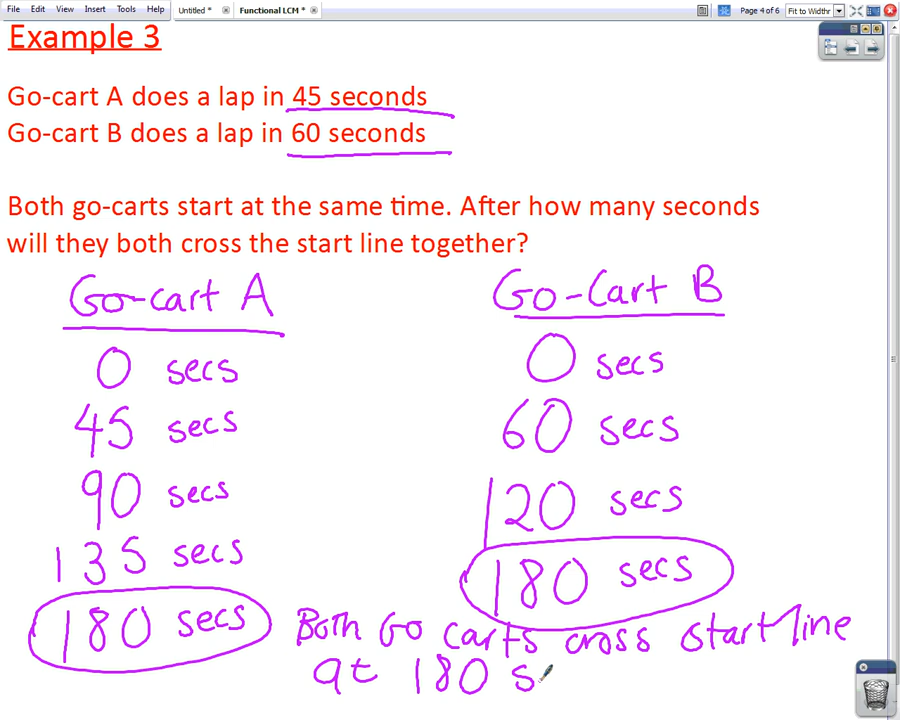 File Edit View Insert Tools Help Untitled * Functional LCM * Page 4 of 6 Fit to Width
Example 3
Go-cart A does a lap in 45 seconds
Go-cart B does a lap in 60 seconds
Both go-carts start at the same time. After how many seconds
will they both cross the start line together?
Go-cart A Go-Cart B
0 secs 0 secs
45 secs 60 secs
90 secs 120 secs
135 secs 180 secs
180 secs
Both Go carts cross start line
at 180 s